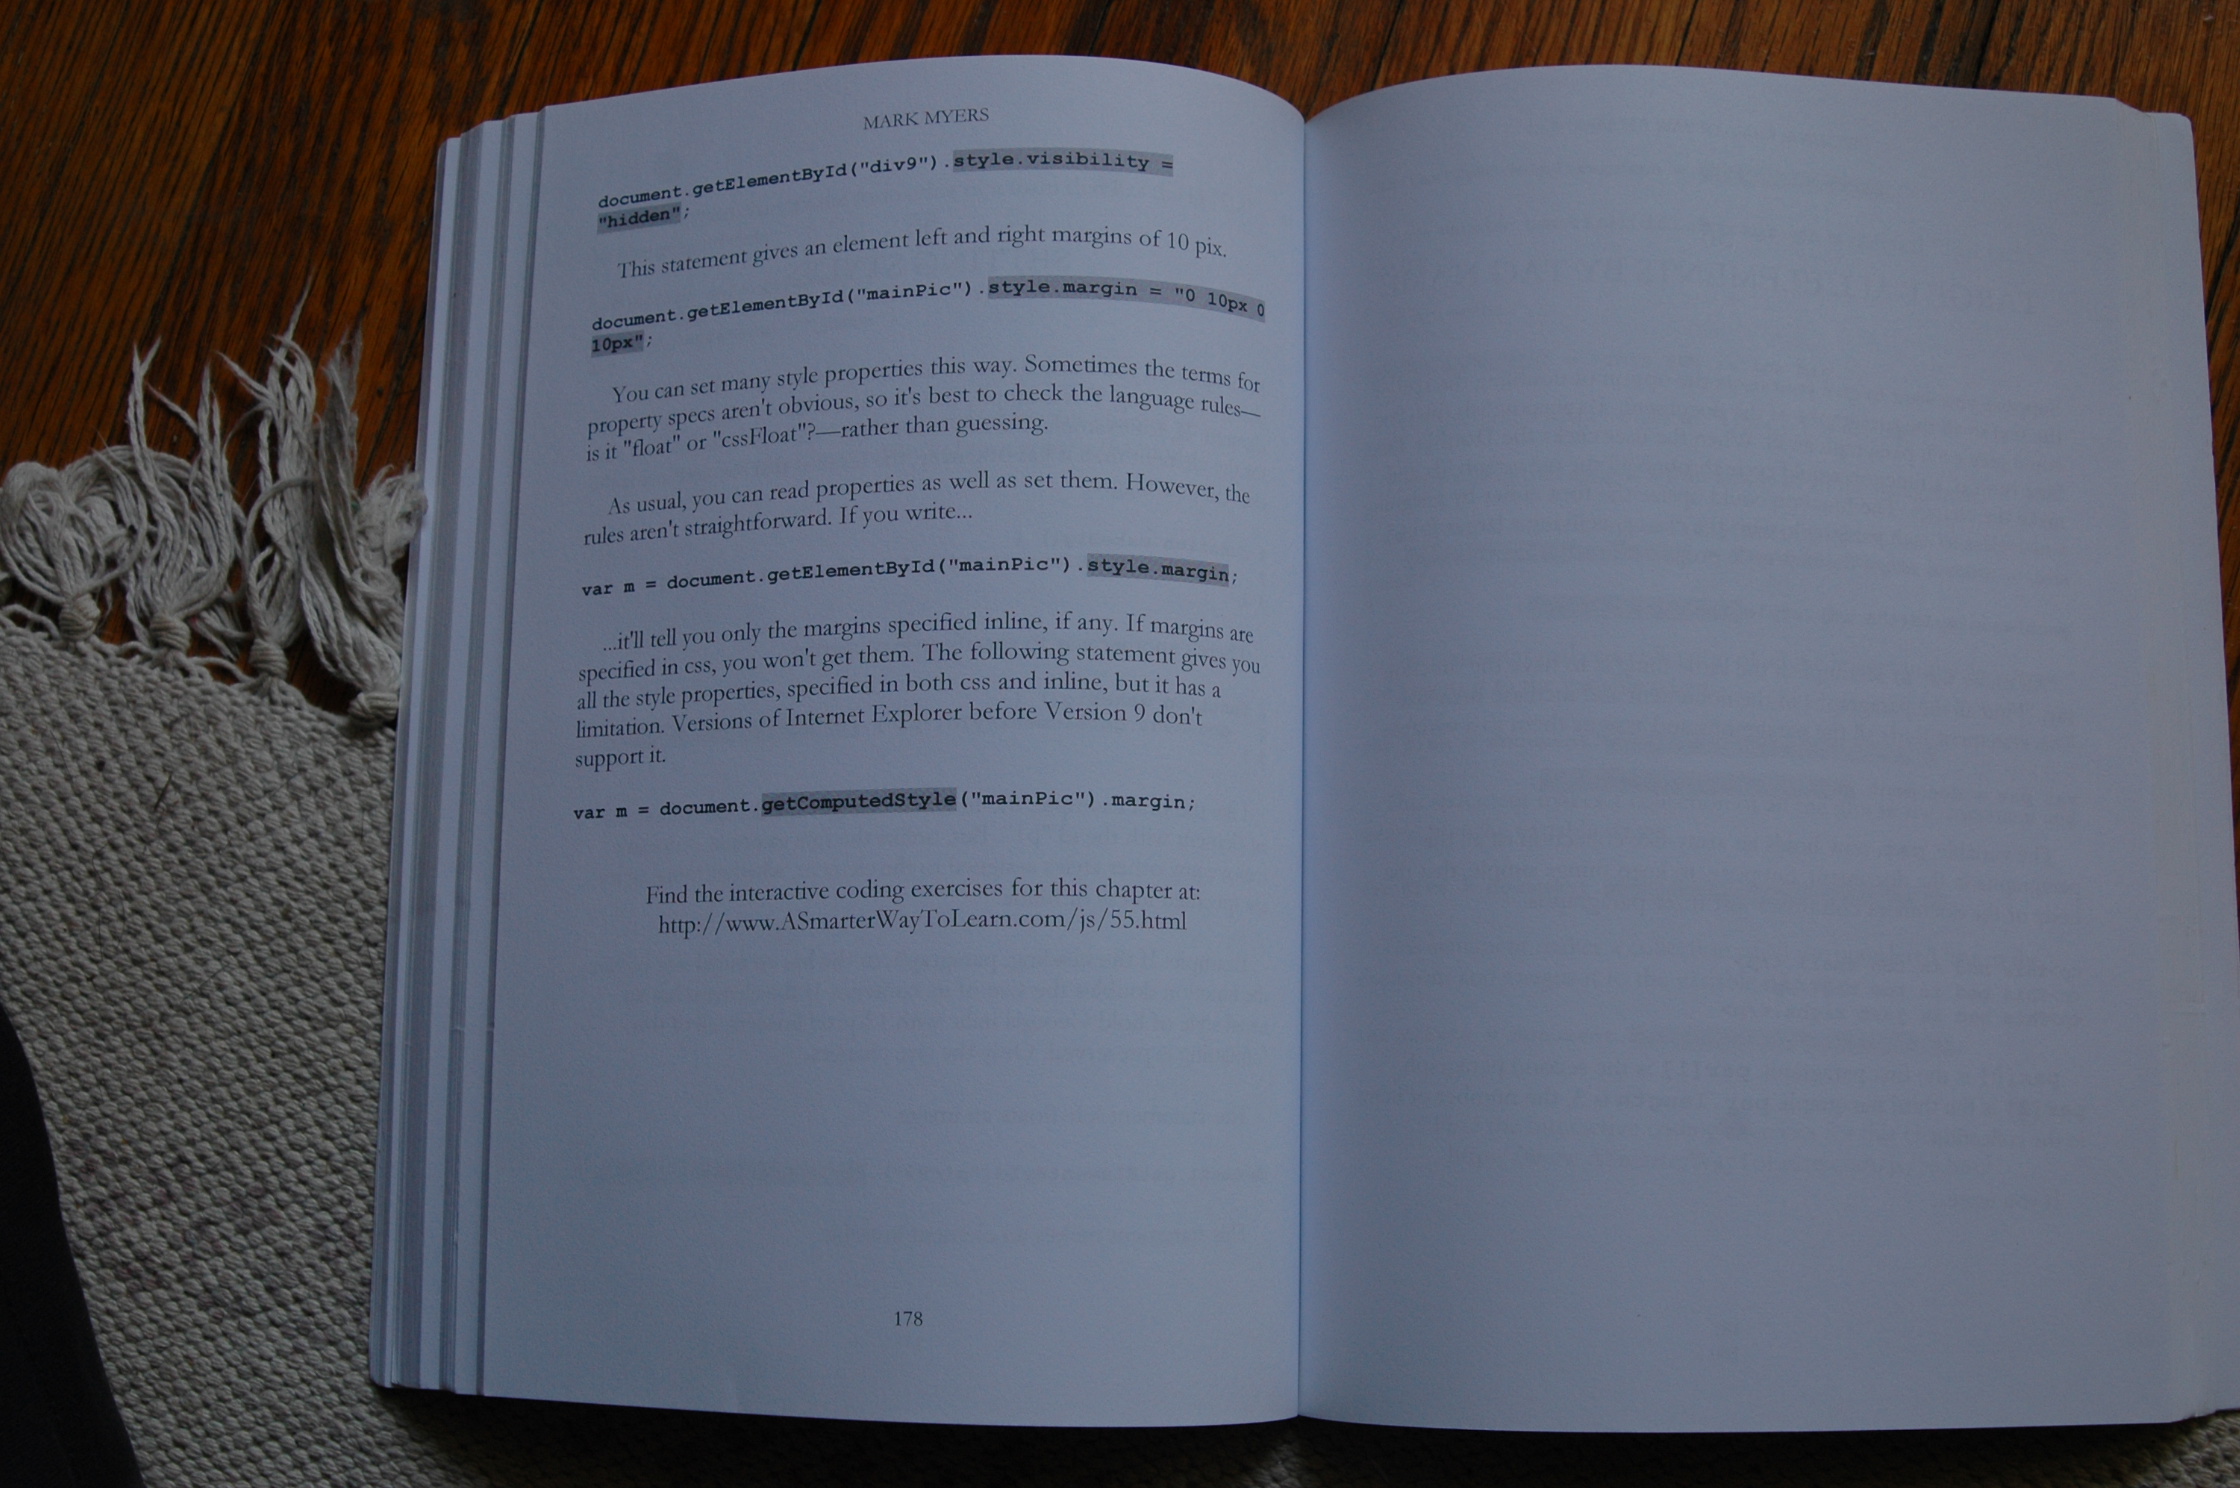 MARK MYERS
document.getElementById("div9").style.visibility =
"hidden";
This statement gives an element left and right margins of 10 pix.
document.getElementById("mainPic").style.margin = "0 10px 0
10px";
You can set many style properties this way. Sometimes the terms for
property specs aren't obvious, so it's best to check the language rules—
is it "float" or "cssFloat"?—rather than guessing.
As usual, you can read properties as well as set them. However, the
rules aren't straightforward. If you write...
var m = document.getElementById("mainPic").style.margin;
...it'll tell you only the margins specified inline, if any. If margins are
specified in css, you won't get them. The following statement gives you
all the style properties, specified in both css and inline, but it has a
limitation. Versions of Internet Explorer before Version 9 don't
support it.
var m = document.getComputedStyle("mainPic").margin;
Find the interactive coding exercises for this chapter at:
http://www.ASmarterWayToLearn.com/js/55.html
178